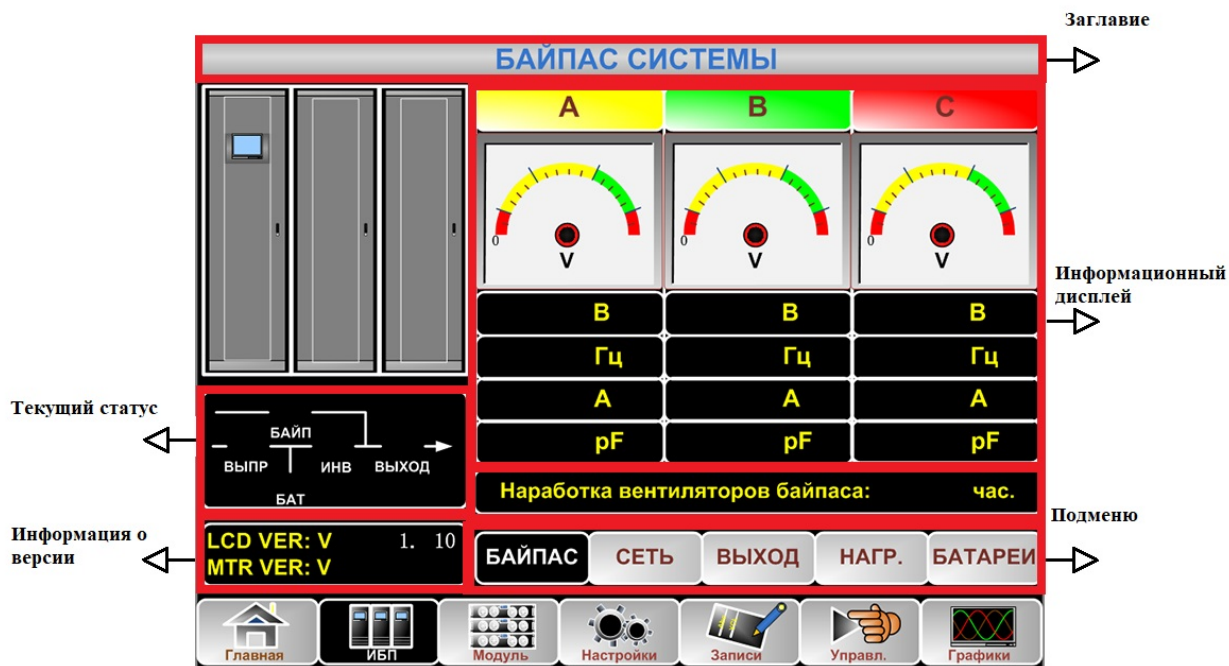 Заглавие
БАЙПАС СИСТЕМЫ
A B C
0 V 0 V 0 V
Информационный
дисплей
В В В
Гц Гц Гц
А А А
pF pF pF
Текущий статус
БАЙП
ВЫПР ИНВ ВЫХОД
БАТ
Наработка вентиляторов байпаса: час.
Информация о
версии
LCD VER: V 1. 10
MTR VER: V
Подменю
БАЙПАС СЕТЬ ВЫХОД НАГР. БАТАРЕИ
Главная ИБП Модуль Настройки Записи Управл. Графики